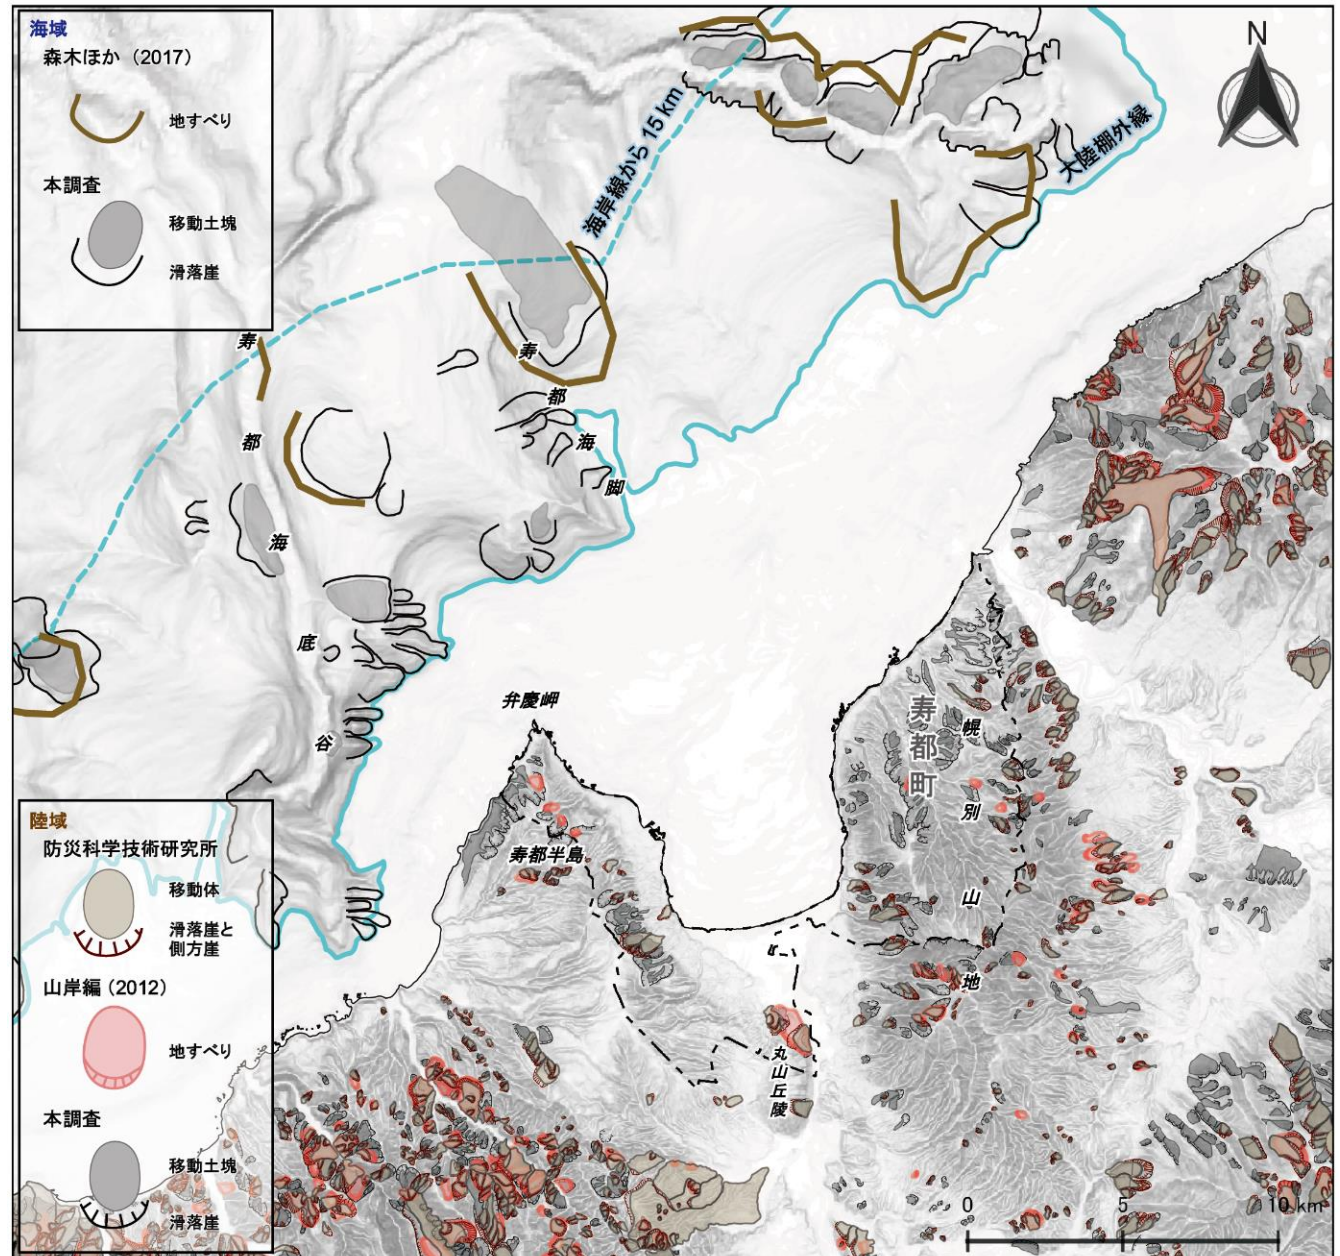 海域
森木ほか (2017)
地すべり
本調査
移動土塊
滑落崖
N
海岸線から 15 km
大陸棚外縁
寿都海底谷
寿都海脚
弁慶岬
寿都半島
寿都町
幌別山地
丸山丘陵
陸域
防災科学技術研究所
移動体
滑落崖と
側方崖
山岸編 (2012)
地すべり
本調査
移動土塊
滑落崖
0 5 10 km